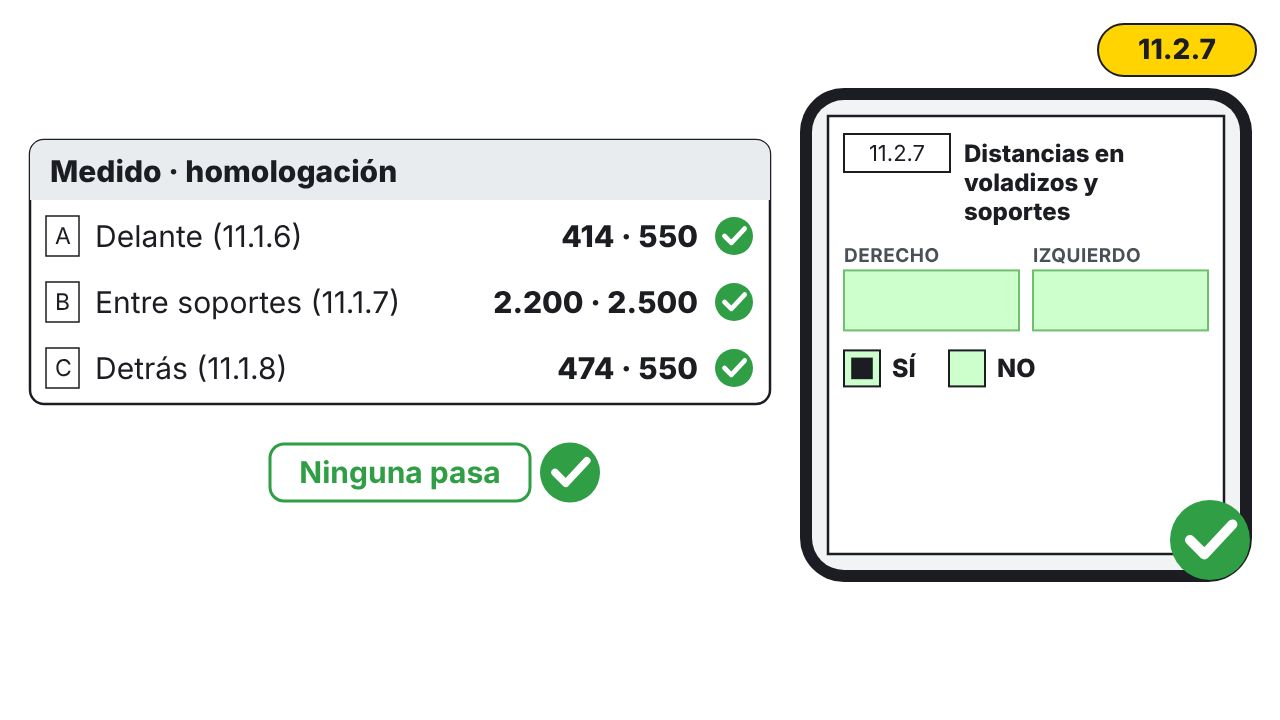 11.2.7
Medido · homologación
A Delante (11.1.6) 414 · 550
B Entre soportes (11.1.7) 2.200 · 2.500
C Detrás (11.1.8) 474 · 550
Ninguna pasa
11.2.7 Distancias en
voladizos y
soportes
DERECHO IZQUIERDO
SÍ NO